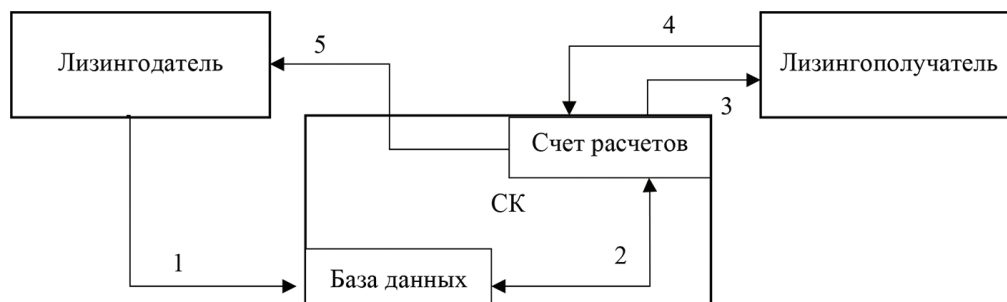 5
4
Лизингодатель
Лизингополучатель
3
Счет расчетов
СК
1
2
База данных